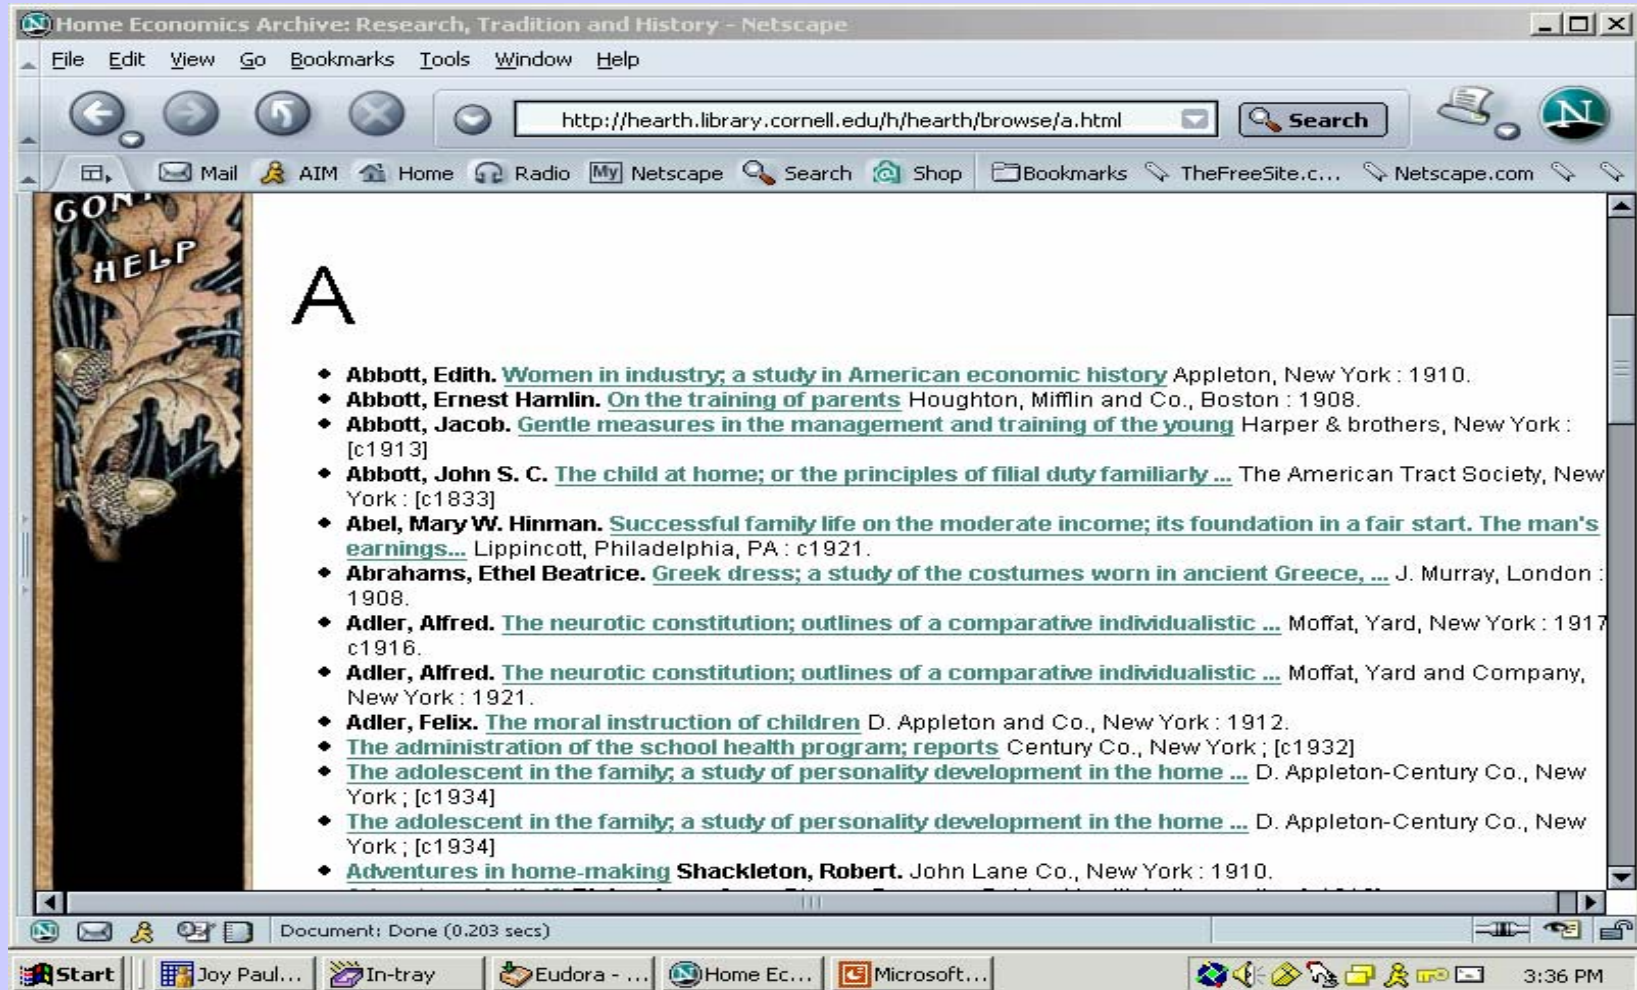 Home Economics Archive: Research, Tradition and History - Netscape
File Edit View Go Bookmarks Tools Window Help
http://hearth.library.cornell.edu/h/hearth/browse/a.html Search N
Mail AIM Home Radio My Netscape Search Shop Bookmarks TheFreeSite.c... Netscape.com
HELP
A
Abbott, Edith. Women in industry; a study in American economic history Appleton, New York : 1910.
Abbott, Ernest Hamlin. On the training of parents Houghton, Mifflin and Co., Boston : 1908.
Abbott, Jacob. Gentle measures in the management and training of the young Harper & brothers, New York :
[c1913]
Abbott, John S. C. The child at home; or the principles of filial duty familiarly ... The American Tract Society, New
York : [c1833]
Abel, Mary W. Hinman. Successful family life on the moderate income; its foundation in a fair start. The man's
earnings... Lippincott, Philadelphia, PA : c1921.
Abrahams, Ethel Beatrice. Greek dress; a study of the costumes worn in ancient Greece, ... J. Murray, London :
1908.
Adler, Alfred. The neurotic constitution; outlines of a comparative individualistic ... Moffat, Yard, New York : 1917
c1916.
Adler, Alfred. The neurotic constitution; outlines of a comparative individualistic ... Moffat, Yard and Company,
New York : 1921.
Adler, Felix. The moral instruction of children D. Appleton and Co., New York : 1912.
The administration of the school health program; reports Century Co., New York ; [c1932]
The adolescent in the family; a study of personality development in the home ... D. Appleton-Century Co., New
York ; [c1934]
The adolescent in the family; a study of personality development in the home ... D. Appleton-Century Co., New
York ; [c1934]
Adventures in home-making Shackleton, Robert. John Lane Co., New York : 1910.
Document: Done (0.203 secs)
Start Joy Paul... In-tray Eudora - ... Home Ec... Microsoft... 3:36 PM